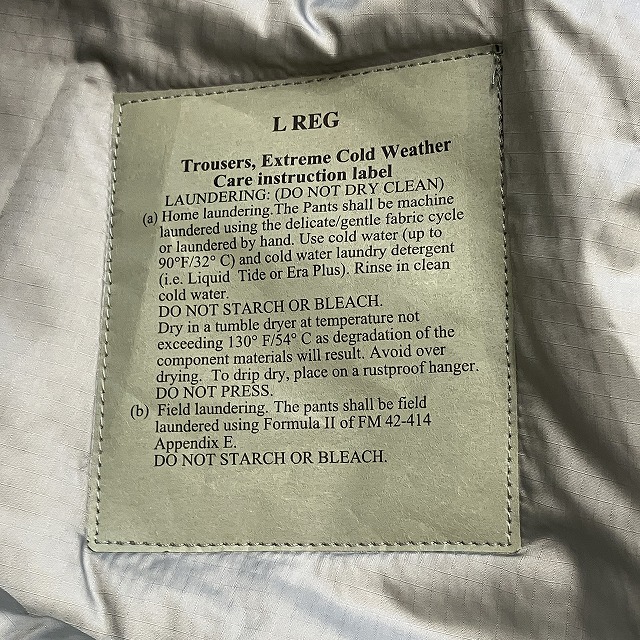 L REG
Trousers, Extreme Cold Weather
Care instruction label
LAUNDERING: (DO NOT DRY CLEAN)
(a) Home laundering.The Pants shall be machine
laundered using the delicate/gentle fabric cycle
or laundered by hand. Use cold water (up to
90°F/32° C) and cold water laundry detergent
(i.e. Liquid Tide or Era Plus). Rinse in clean
cold water.
DO NOT STARCH OR BLEACH.
Dry in a tumble dryer at temperature not
exceeding 130° F/54° C as degradation of the
component materials will result. Avoid over
drying. To drip dry, place on a rustproof hanger.
DO NOT PRESS.
(b) Field laundering. The pants shall be field
laundered using Formula II of FM 42-414
Appendix E.
DO NOT STARCH OR BLEACH.